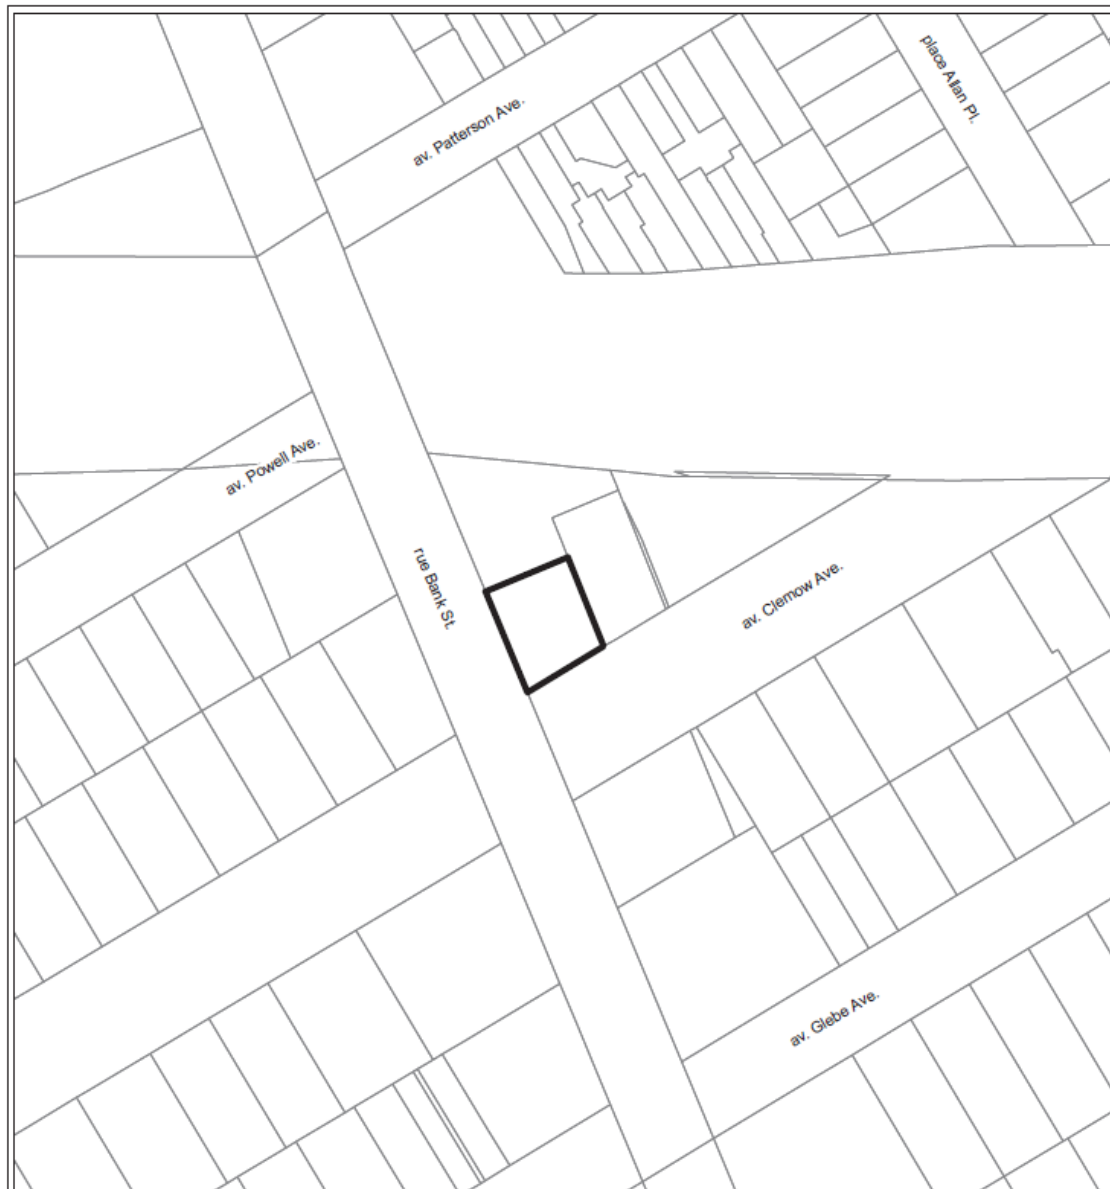 place Allan Pl.
av. Patterson Ave.
av. Powell Ave.
rue Bank St.
av. Clemow Ave.
av. Glebe Ave.